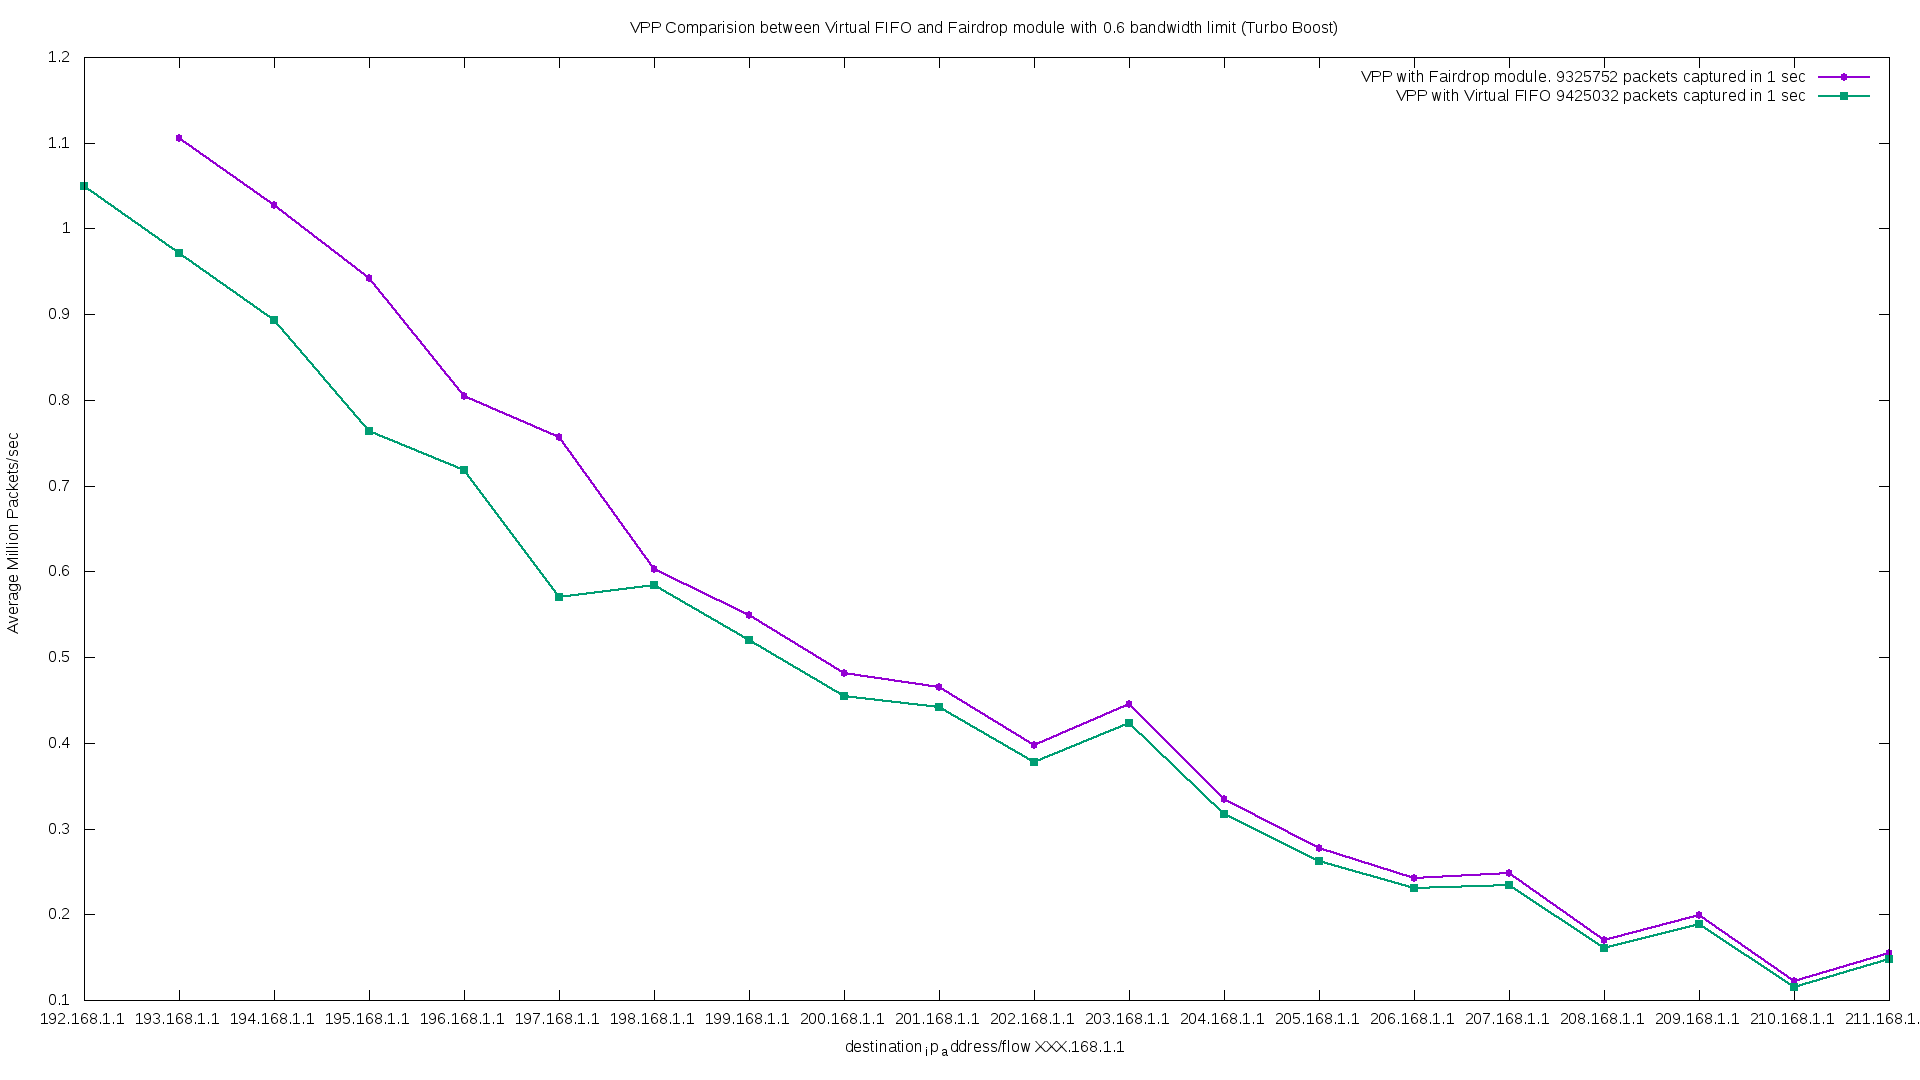 VPP Comparision between Virtual FIFO and Fairdrop module with 0.6 bandwidth limit (Turbo Boost)
VPP with Fairdrop module. 9325752 packets captured in 1 sec
VPP with Virtual FIFO 9425032 packets captured in 1 sec
1.2
1.1
1
0.9
0.8
0.7
0.6
0.5
0.4
0.3
0.2
0.1
Average Million Packets/sec
192.168.1.1 193.168.1.1 194.168.1.1 195.168.1.1 196.168.1.1 197.168.1.1 198.168.1.1 199.168.1.1 200.168.1.1 201.168.1.1 202.168.1.1 203.168.1.1 204.168.1.1 205.168.1.1 206.168.1.1 207.168.1.1 208.168.1.1 209.168.1.1 210.168.1.1 211.168.1.
destination ip address/flow XXX.168.1.1